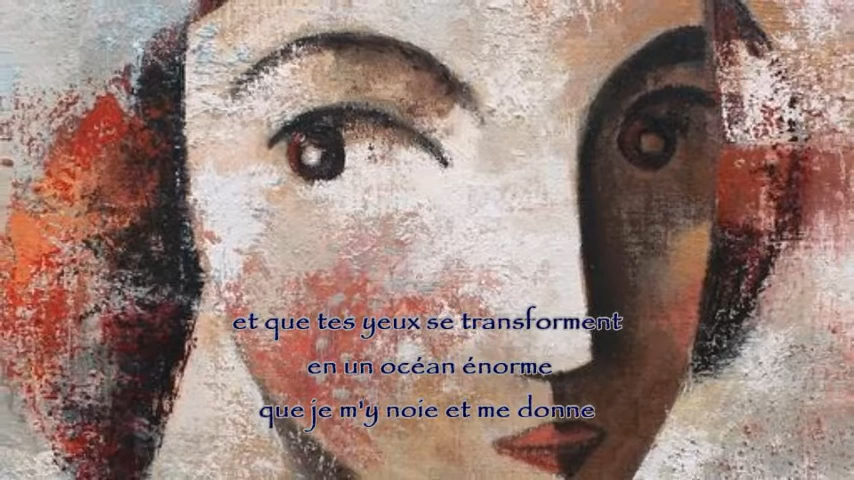 et que tes yeux se transforment
en un océan énorme
que je m'y noie et me donne